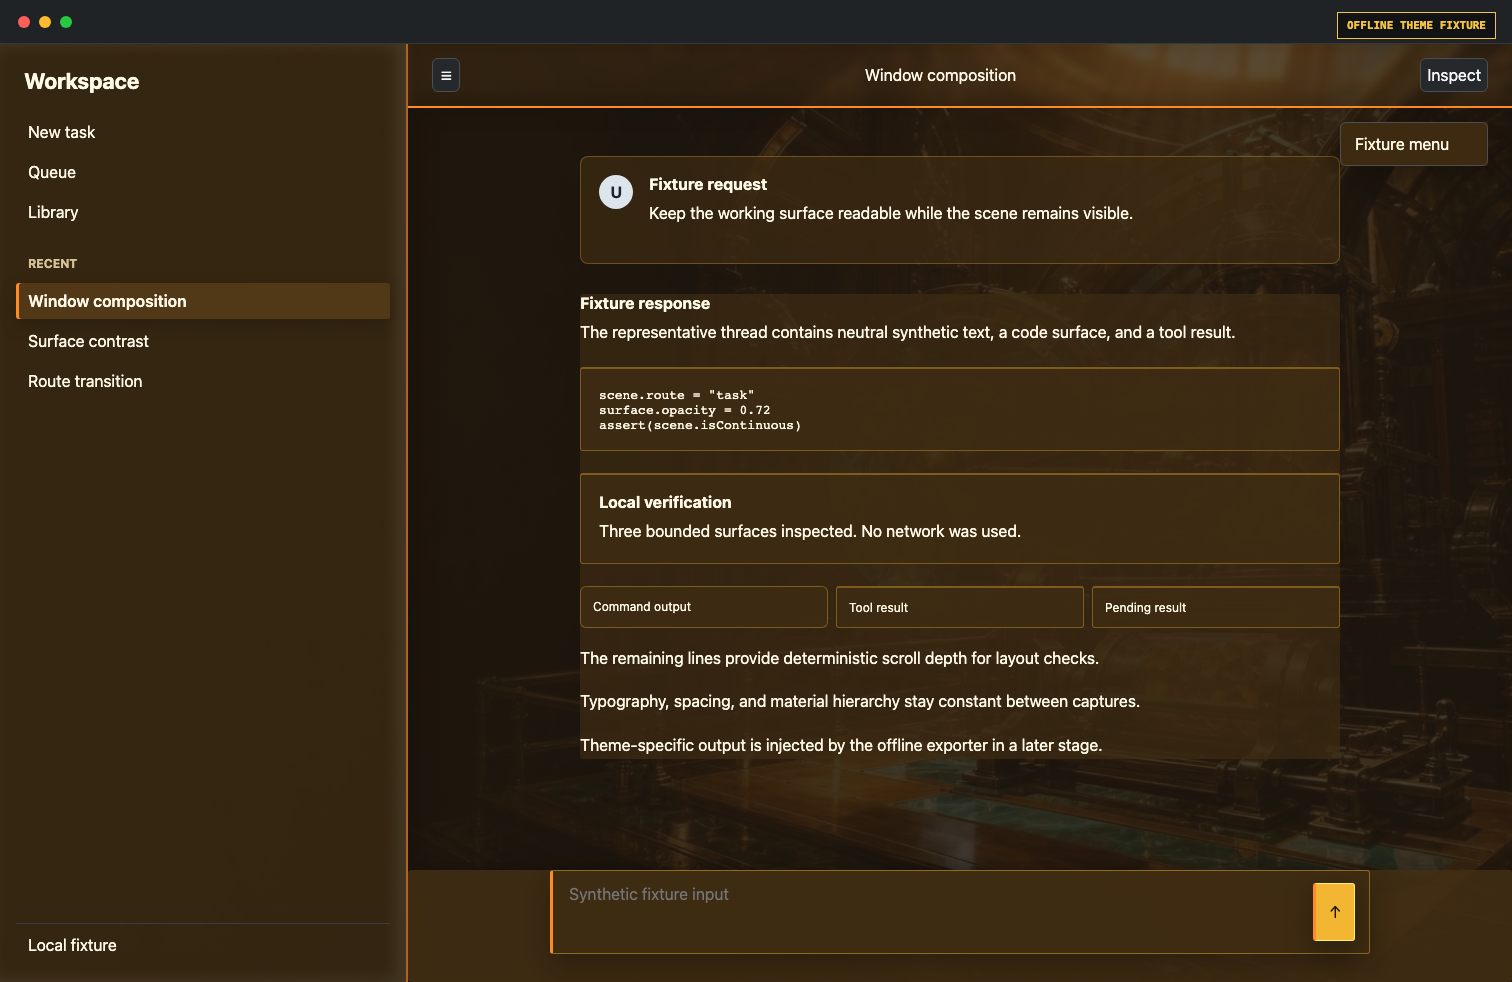 OFFLINE THEME FIXTURE
Workspace
New task
Queue
Library
RECENT
Window composition
Surface contrast
Route transition
Local fixture
Window composition
Inspect
Fixture menu
U
Fixture request
Keep the working surface readable while the scene remains visible.
Fixture response
The representative thread contains neutral synthetic text, a code surface, and a tool result.
scene.route = "task"
surface.opacity = 0.72
assert(scene.isContinuous)
Local verification
Three bounded surfaces inspected. No network was used.
Command output
Tool result
Pending result
The remaining lines provide deterministic scroll depth for layout checks.
Typography, spacing, and material hierarchy stay constant between captures.
Theme-specific output is injected by the offline exporter in a later stage.
Synthetic fixture input